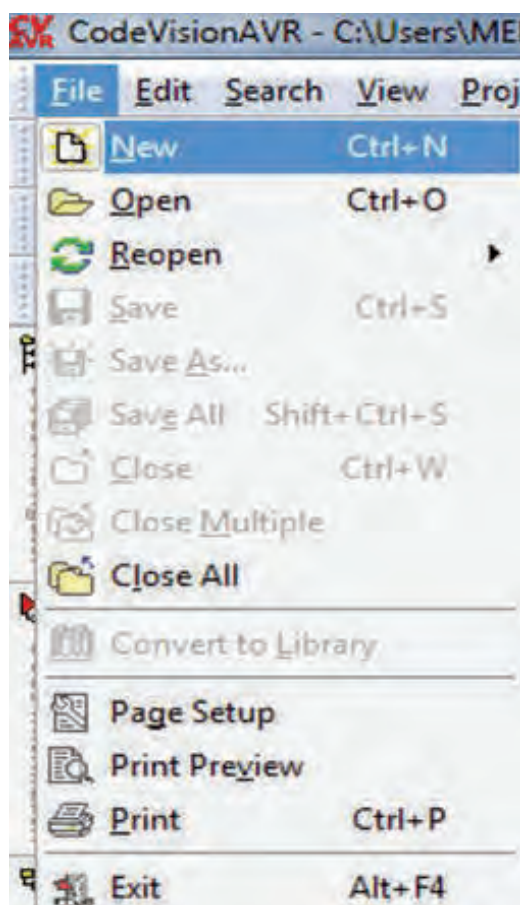 CodeVisionAVR - C:\Users\ME
File Edit Search View Proj
New Ctrl+N
Open Ctrl+O
Reopen
Save Ctrl+S
Save As...
Save All Shift+Ctrl+S
Close Ctrl+W
Close Multiple
Close All
Convert to Library
Page Setup
Print Preview
Print Ctrl+P
Exit Alt+F4